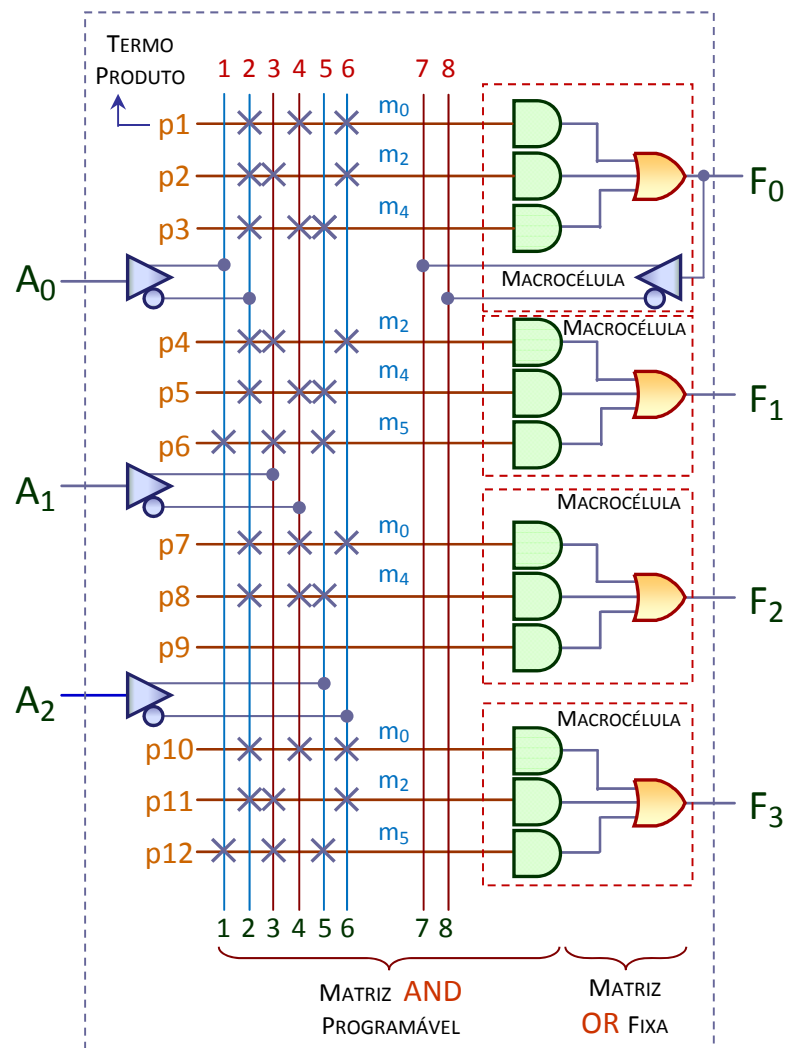 TERMO
PRODUTO
1 2 3 4 5 6 7 8
p1 m0
p2 m2 F0
p3 m4
A0 MACROCÉLULA
p4 m2 MACROCÉLULA
p5 m4 F1
p6 m5
A1 MACROCÉLULA
p7 m0
p8 m4 F2
p9
A2 MACROCÉLULA
p10 m0
p11 m2 F3
p12 m5
1 2 3 4 5 6 7 8
MATRIZ AND MATRIZ
PROGRAMÁVEL OR FIXA